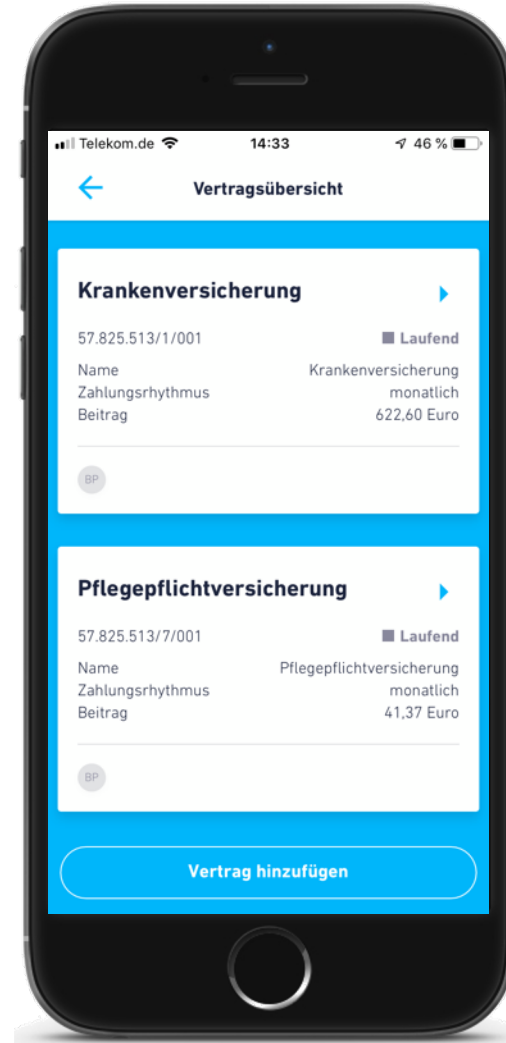 Telekom.de 14:33 46 %
Vertragsübersicht
Krankenversicherung
57.825.513/1/001 Laufend
Name Krankenversicherung
Zahlungsrhythmus monatlich
Beitrag 622,60 Euro
BP
Pflegepflichtversicherung
57.825.513/7/001 Laufend
Name Pflegepflichtversicherung
Zahlungsrhythmus monatlich
Beitrag 41,37 Euro
BP
Vertrag hinzufügen